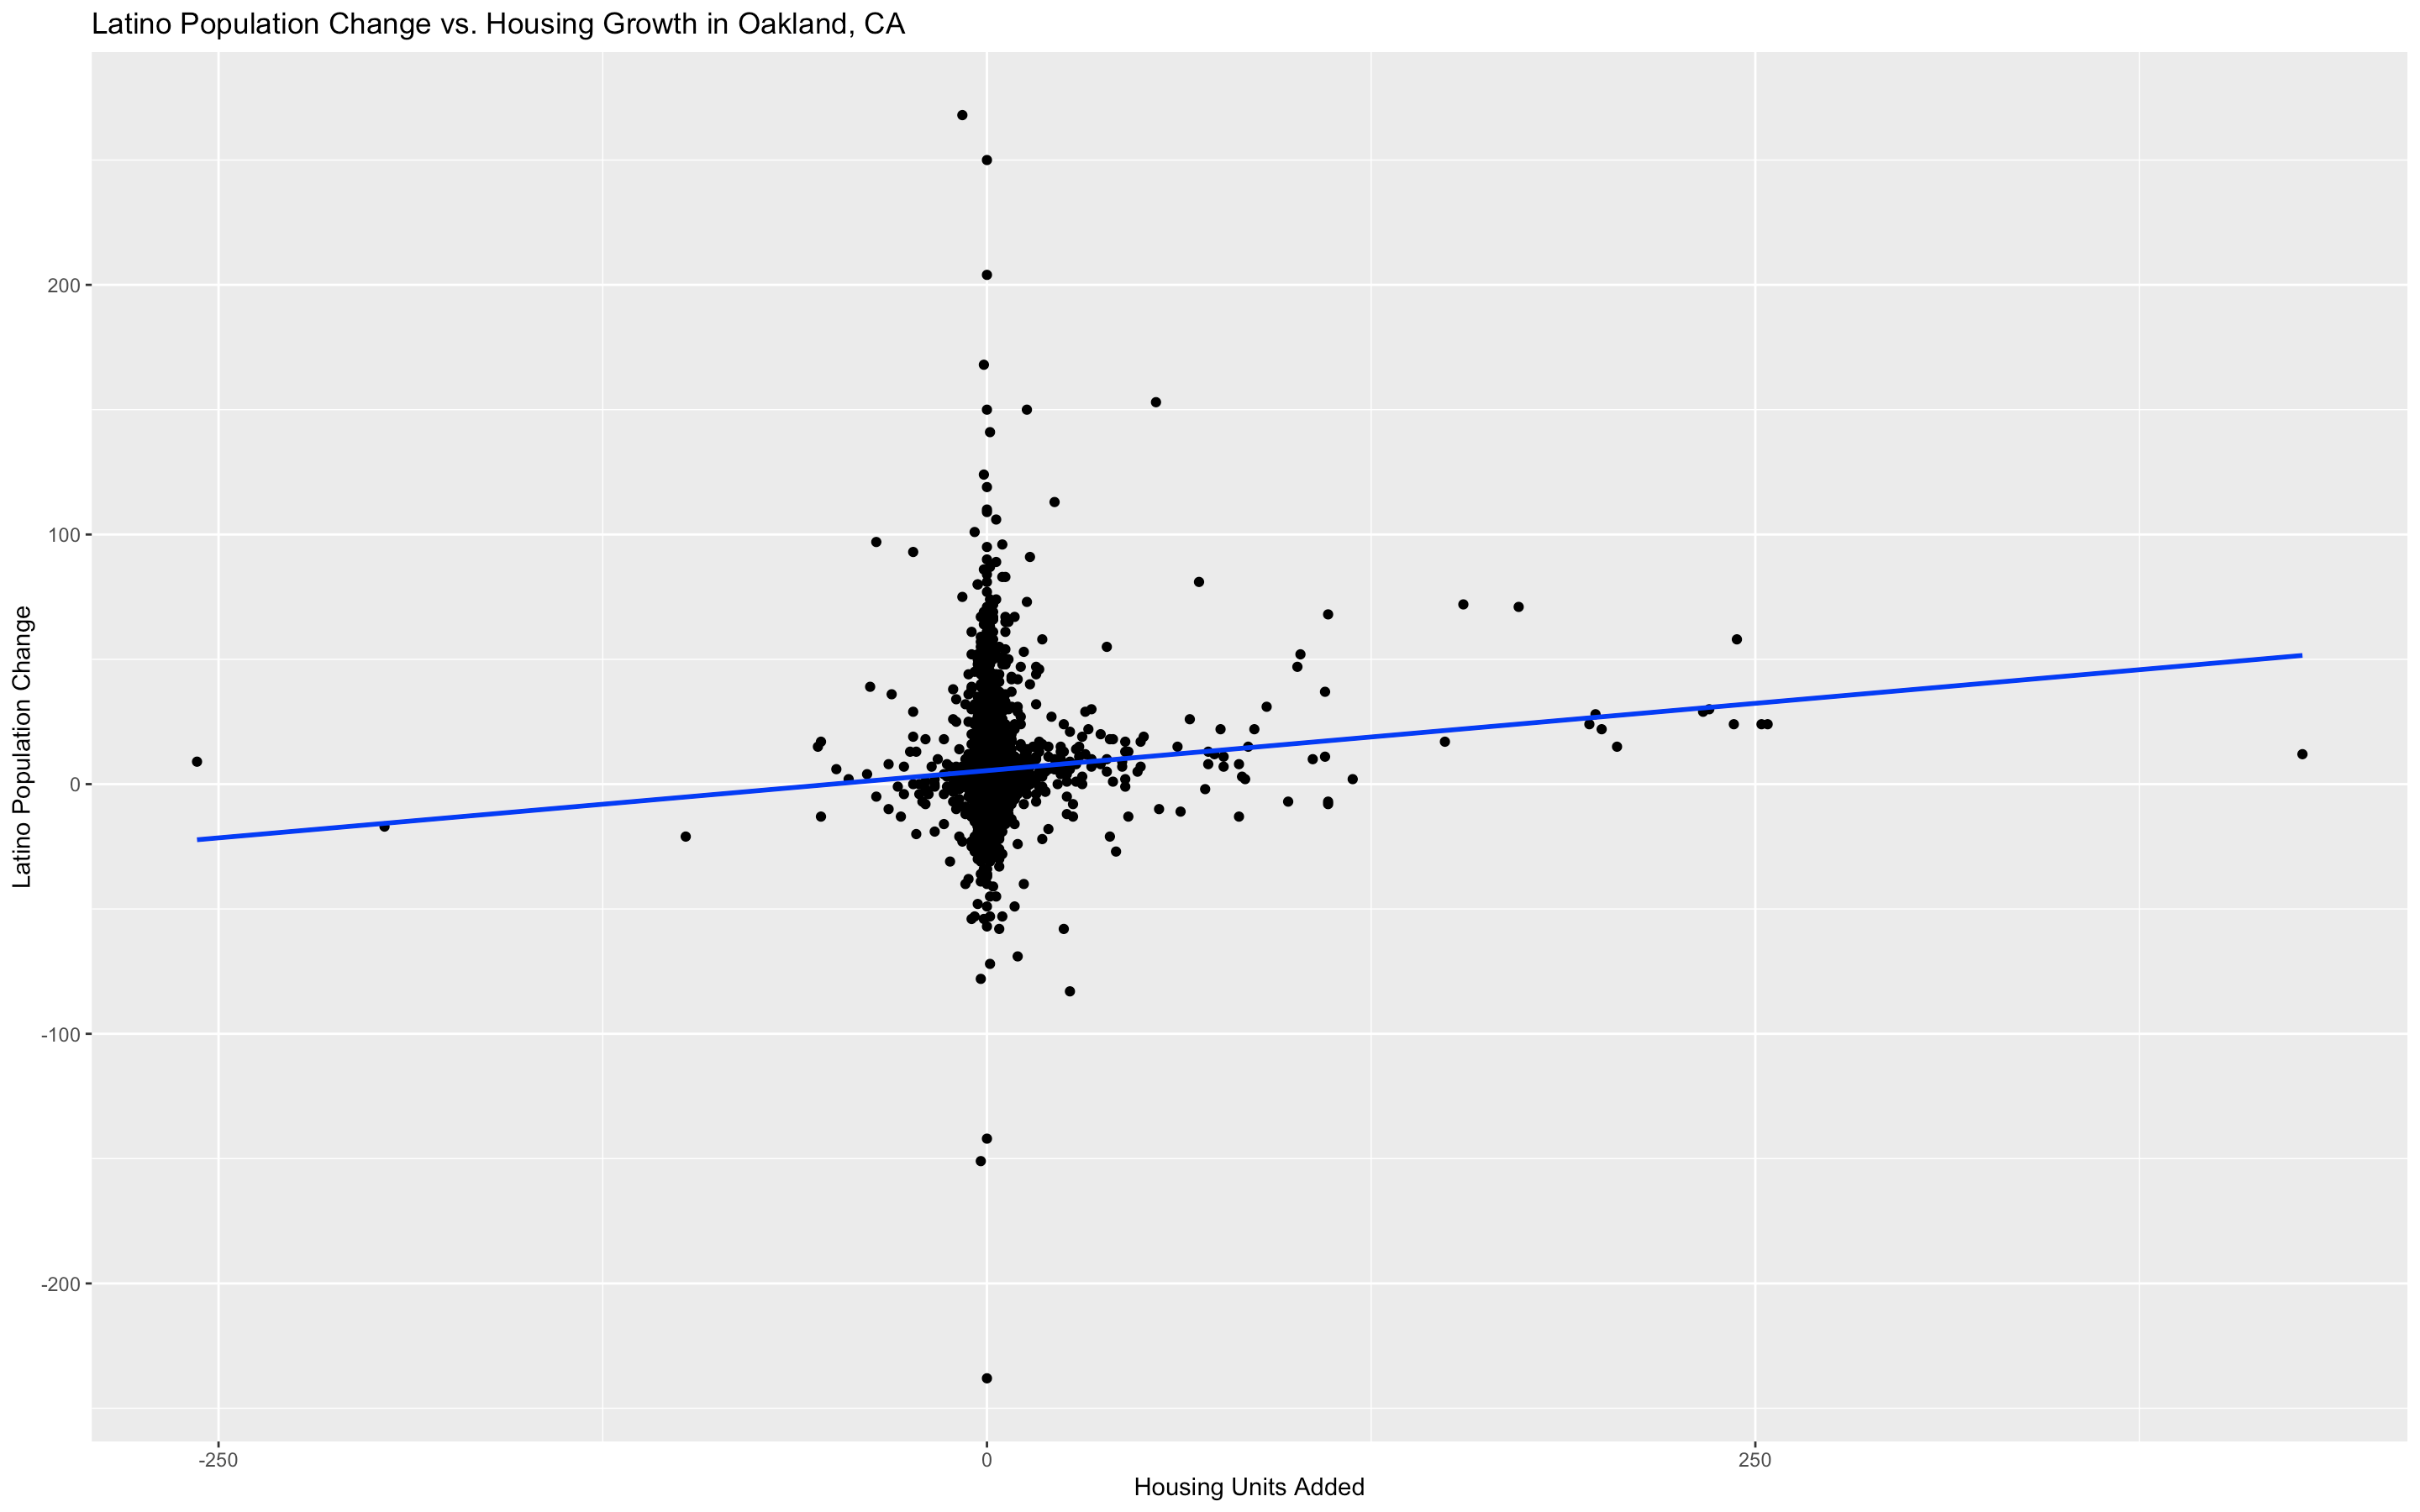 Latino Population Change vs. Housing Growth in Oakland, CA
Latino Population Change
200
100
0
-100
-200
-250
0
250
Housing Units Added